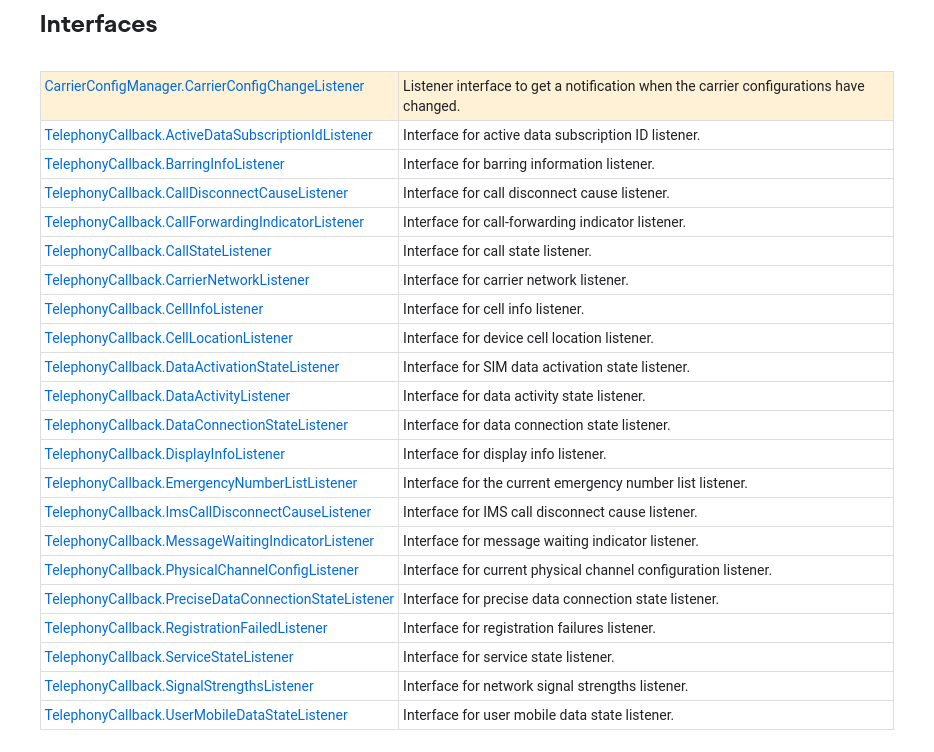 Interfaces
CarrierConfigManager.CarrierConfigChangeListener
Listener interface to get a notification when the carrier configurations have
changed.
TelephonyCallback.ActiveDataSubscriptionIdListener
Interface for active data subscription ID listener.
TelephonyCallback.BarringInfoListener
Interface for barring information listener.
TelephonyCallback.CallDisconnectCauseListener
Interface for call disconnect cause listener.
TelephonyCallback.CallForwardingIndicatorListener
Interface for call-forwarding indicator listener.
TelephonyCallback.CallStateListener
Interface for call state listener.
TelephonyCallback.CarrierNetworkListener
Interface for carrier network listener.
TelephonyCallback.CellInfoListener
Interface for cell info listener.
TelephonyCallback.CellLocationListener
Interface for device cell location listener.
TelephonyCallback.DataActivationStateListener
Interface for SIM data activation state listener.
TelephonyCallback.DataActivityListener
Interface for data activity state listener.
TelephonyCallback.DataConnectionStateListener
Interface for data connection state listener.
TelephonyCallback.DisplayInfoListener
Interface for display info listener.
TelephonyCallback.EmergencyNumberListListener
Interface for the current emergency number list listener.
TelephonyCallback.ImsCallDisconnectCauseListener
Interface for IMS call disconnect cause listener.
TelephonyCallback.MessageWaitingIndicatorListener
Interface for message waiting indicator listener.
TelephonyCallback.PhysicalChannelConfigListener
Interface for current physical channel configuration listener.
TelephonyCallback.PreciseDataConnectionStateListener
Interface for precise data connection state listener.
TelephonyCallback.RegistrationFailedListener
Interface for registration failures listener.
TelephonyCallback.ServiceStateListener
Interface for service state listener.
TelephonyCallback.SignalStrengthsListener
Interface for network signal strengths listener.
TelephonyCallback.UserMobileDataStateListener
Interface for user mobile data state listener.